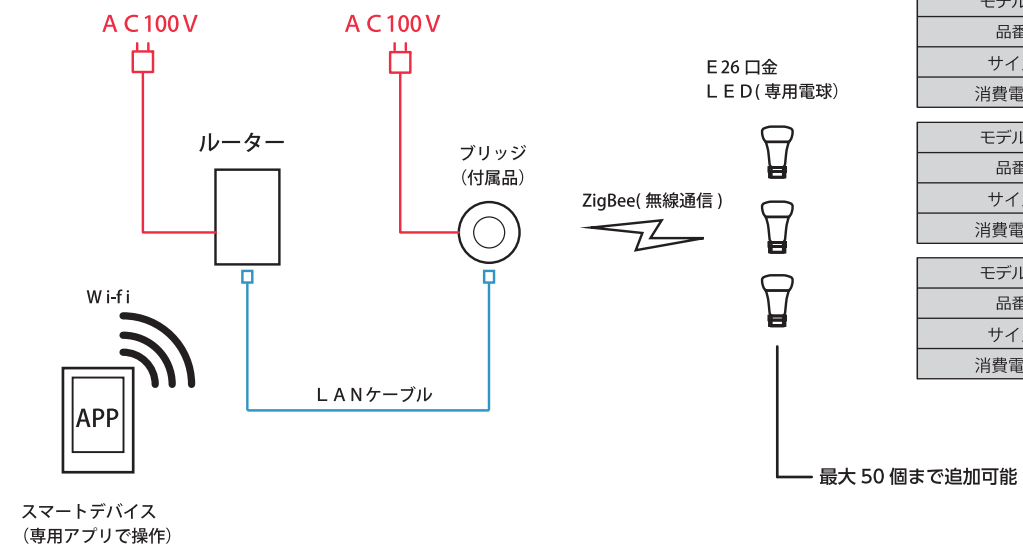 AC100V
AC100V
ルーター
ブリッジ
（付属品）
E26口金
ＬＥＤ(専用電球）
ZigBee(無線通信)
Wi-fi
APP
ＬＡＮケーブル
スマートデバイス
（専用アプリで操作）
最大 50 個まで追加可能
品番
サイ
消費電
モデル
品番
サイ
消費電
モデル
品番
サイ
消費電